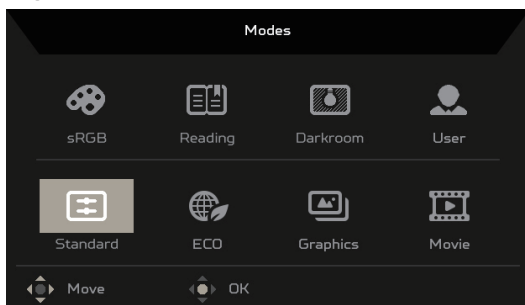 Modes
sRGB Reading Darkroom User
Standard ECO Graphics Movie
Move OK